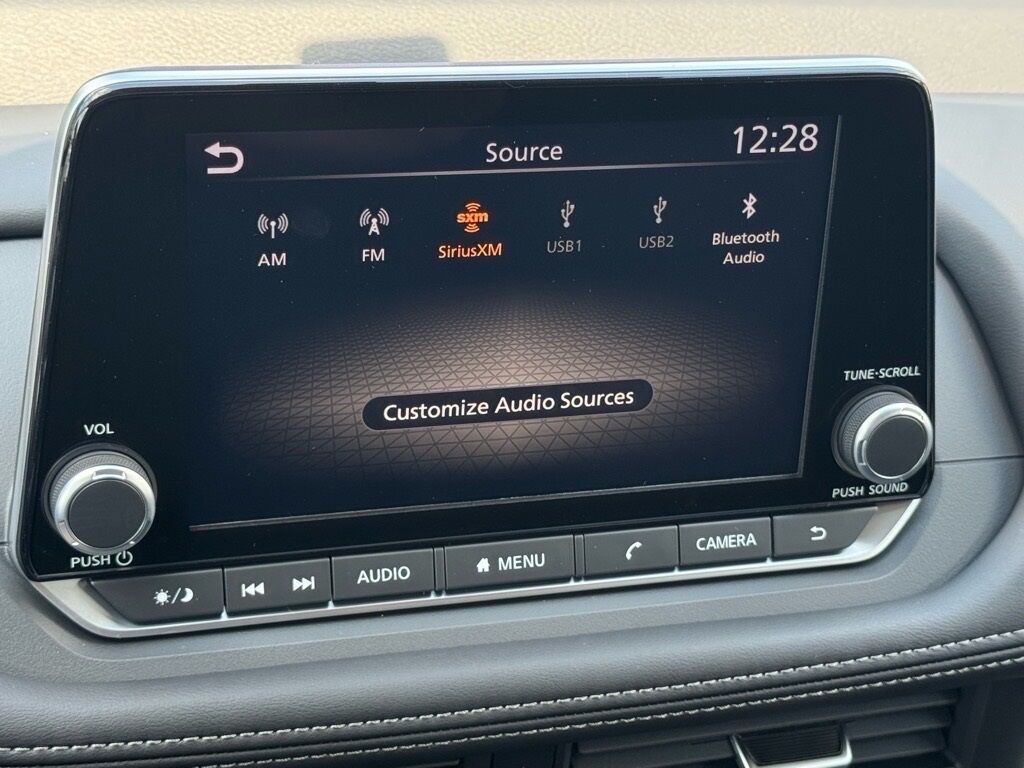 Source
12:28
sxm
AM
FM
SiriusXM
USB1
USB2
Bluetooth
Audio
Customize Audio Sources
VOL
PUSH
TUNE·SCROLL
PUSH SOUND
AUDIO
MENU
CAMERA